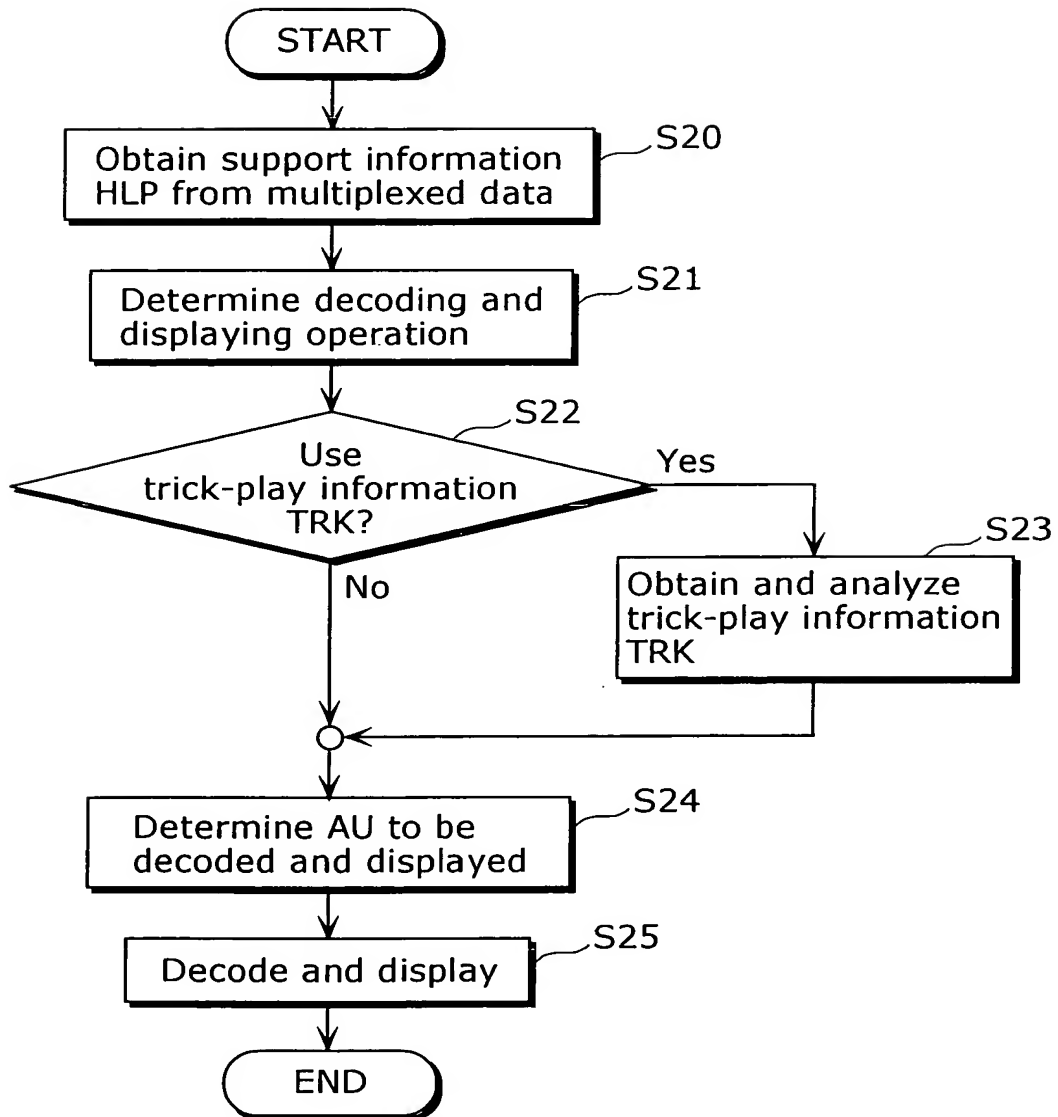 START
S20
Obtain support information
HLP from multiplexed data
S21
Determine decoding and
displaying operation
S22
Use
trick-play information
TRK?
Yes
No
S23
Obtain and analyze
trick-play information
TRK
S24
Determine AU to be
decoded and displayed
S25
Decode and display
END